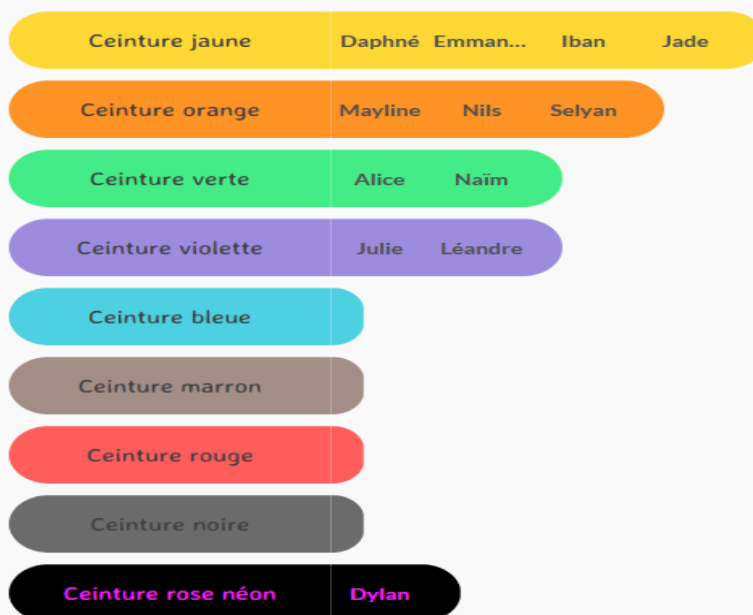 Ceinture jaune Daphné Emman... Iban Jade
Ceinture orange Mayline Nils Selyan
Ceinture verte Alice Naïm
Ceinture violette Julie Léandre
Ceinture bleue
Ceinture marron
Ceinture rouge
Ceinture noire
Ceinture rose néon Dylan